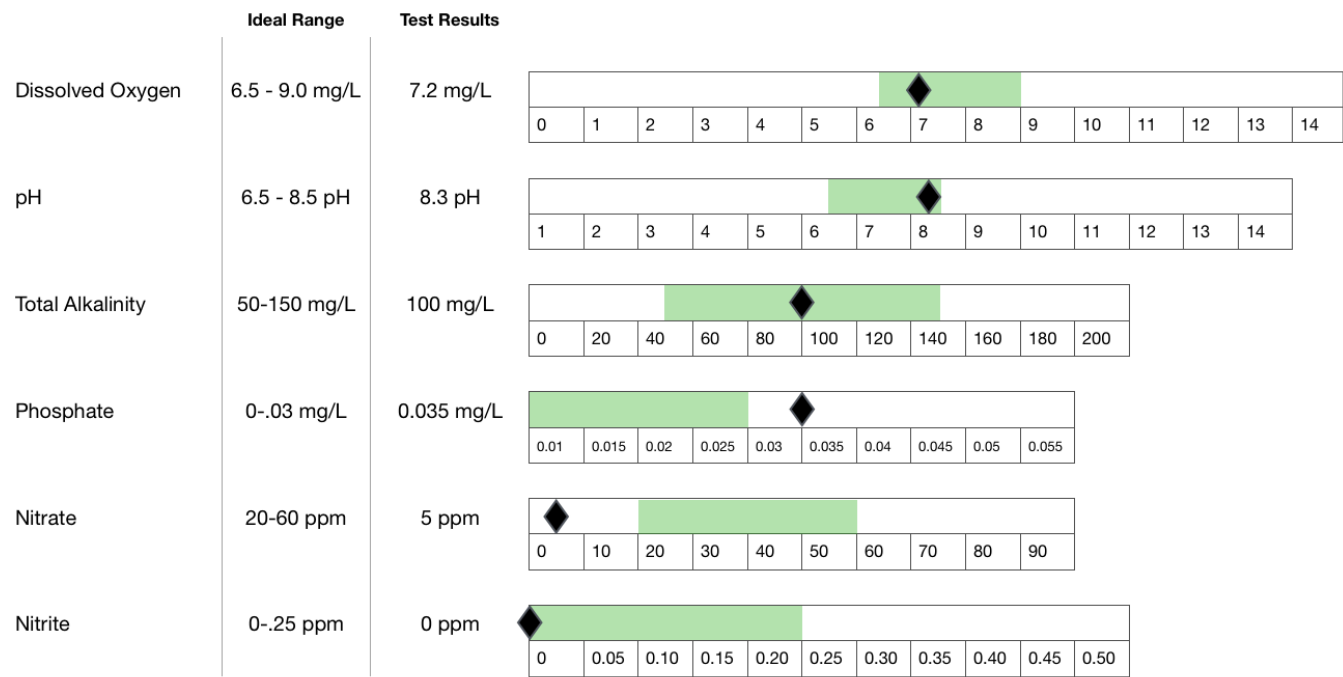 Ideal Range Test Results
Dissolved Oxygen 6.5 - 9.0 mg/L 7.2 mg/L
0 1 2 3 4 5 6 7 8 9 10 11 12 13 14
pH 6.5 - 8.5 pH 8.3 pH
1 2 3 4 5 6 7 8 9 10 11 12 13 14
Total Alkalinity 50-150 mg/L 100 mg/L
0 20 40 60 80 100 120 140 160 180 200
Phosphate 0-.03 mg/L 0.035 mg/L
0.01 0.015 0.02 0.025 0.03 0.035 0.04 0.045 0.05 0.055
Nitrate 20-60 ppm 5 ppm
0 10 20 30 40 50 60 70 80 90
Nitrite 0-.25 ppm 0 ppm
0 0.05 0.10 0.15 0.20 0.25 0.30 0.35 0.40 0.45 0.50